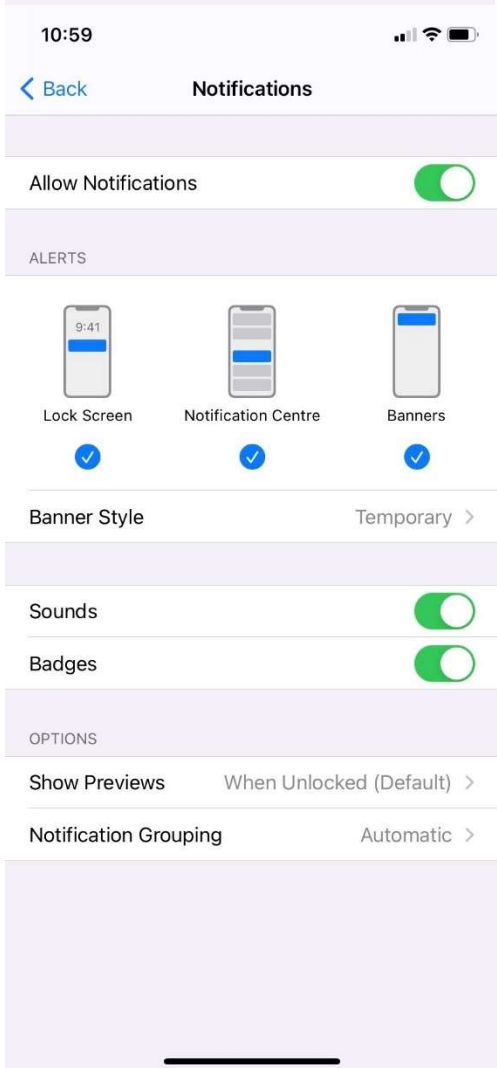 10:59
Back Notifications
Allow Notifications
ALERTS
9:41
Lock Screen Notification Centre Banners
Banner Style Temporary
Sounds
Badges
OPTIONS
Show Previews When Unlocked (Default)
Notification Grouping Automatic